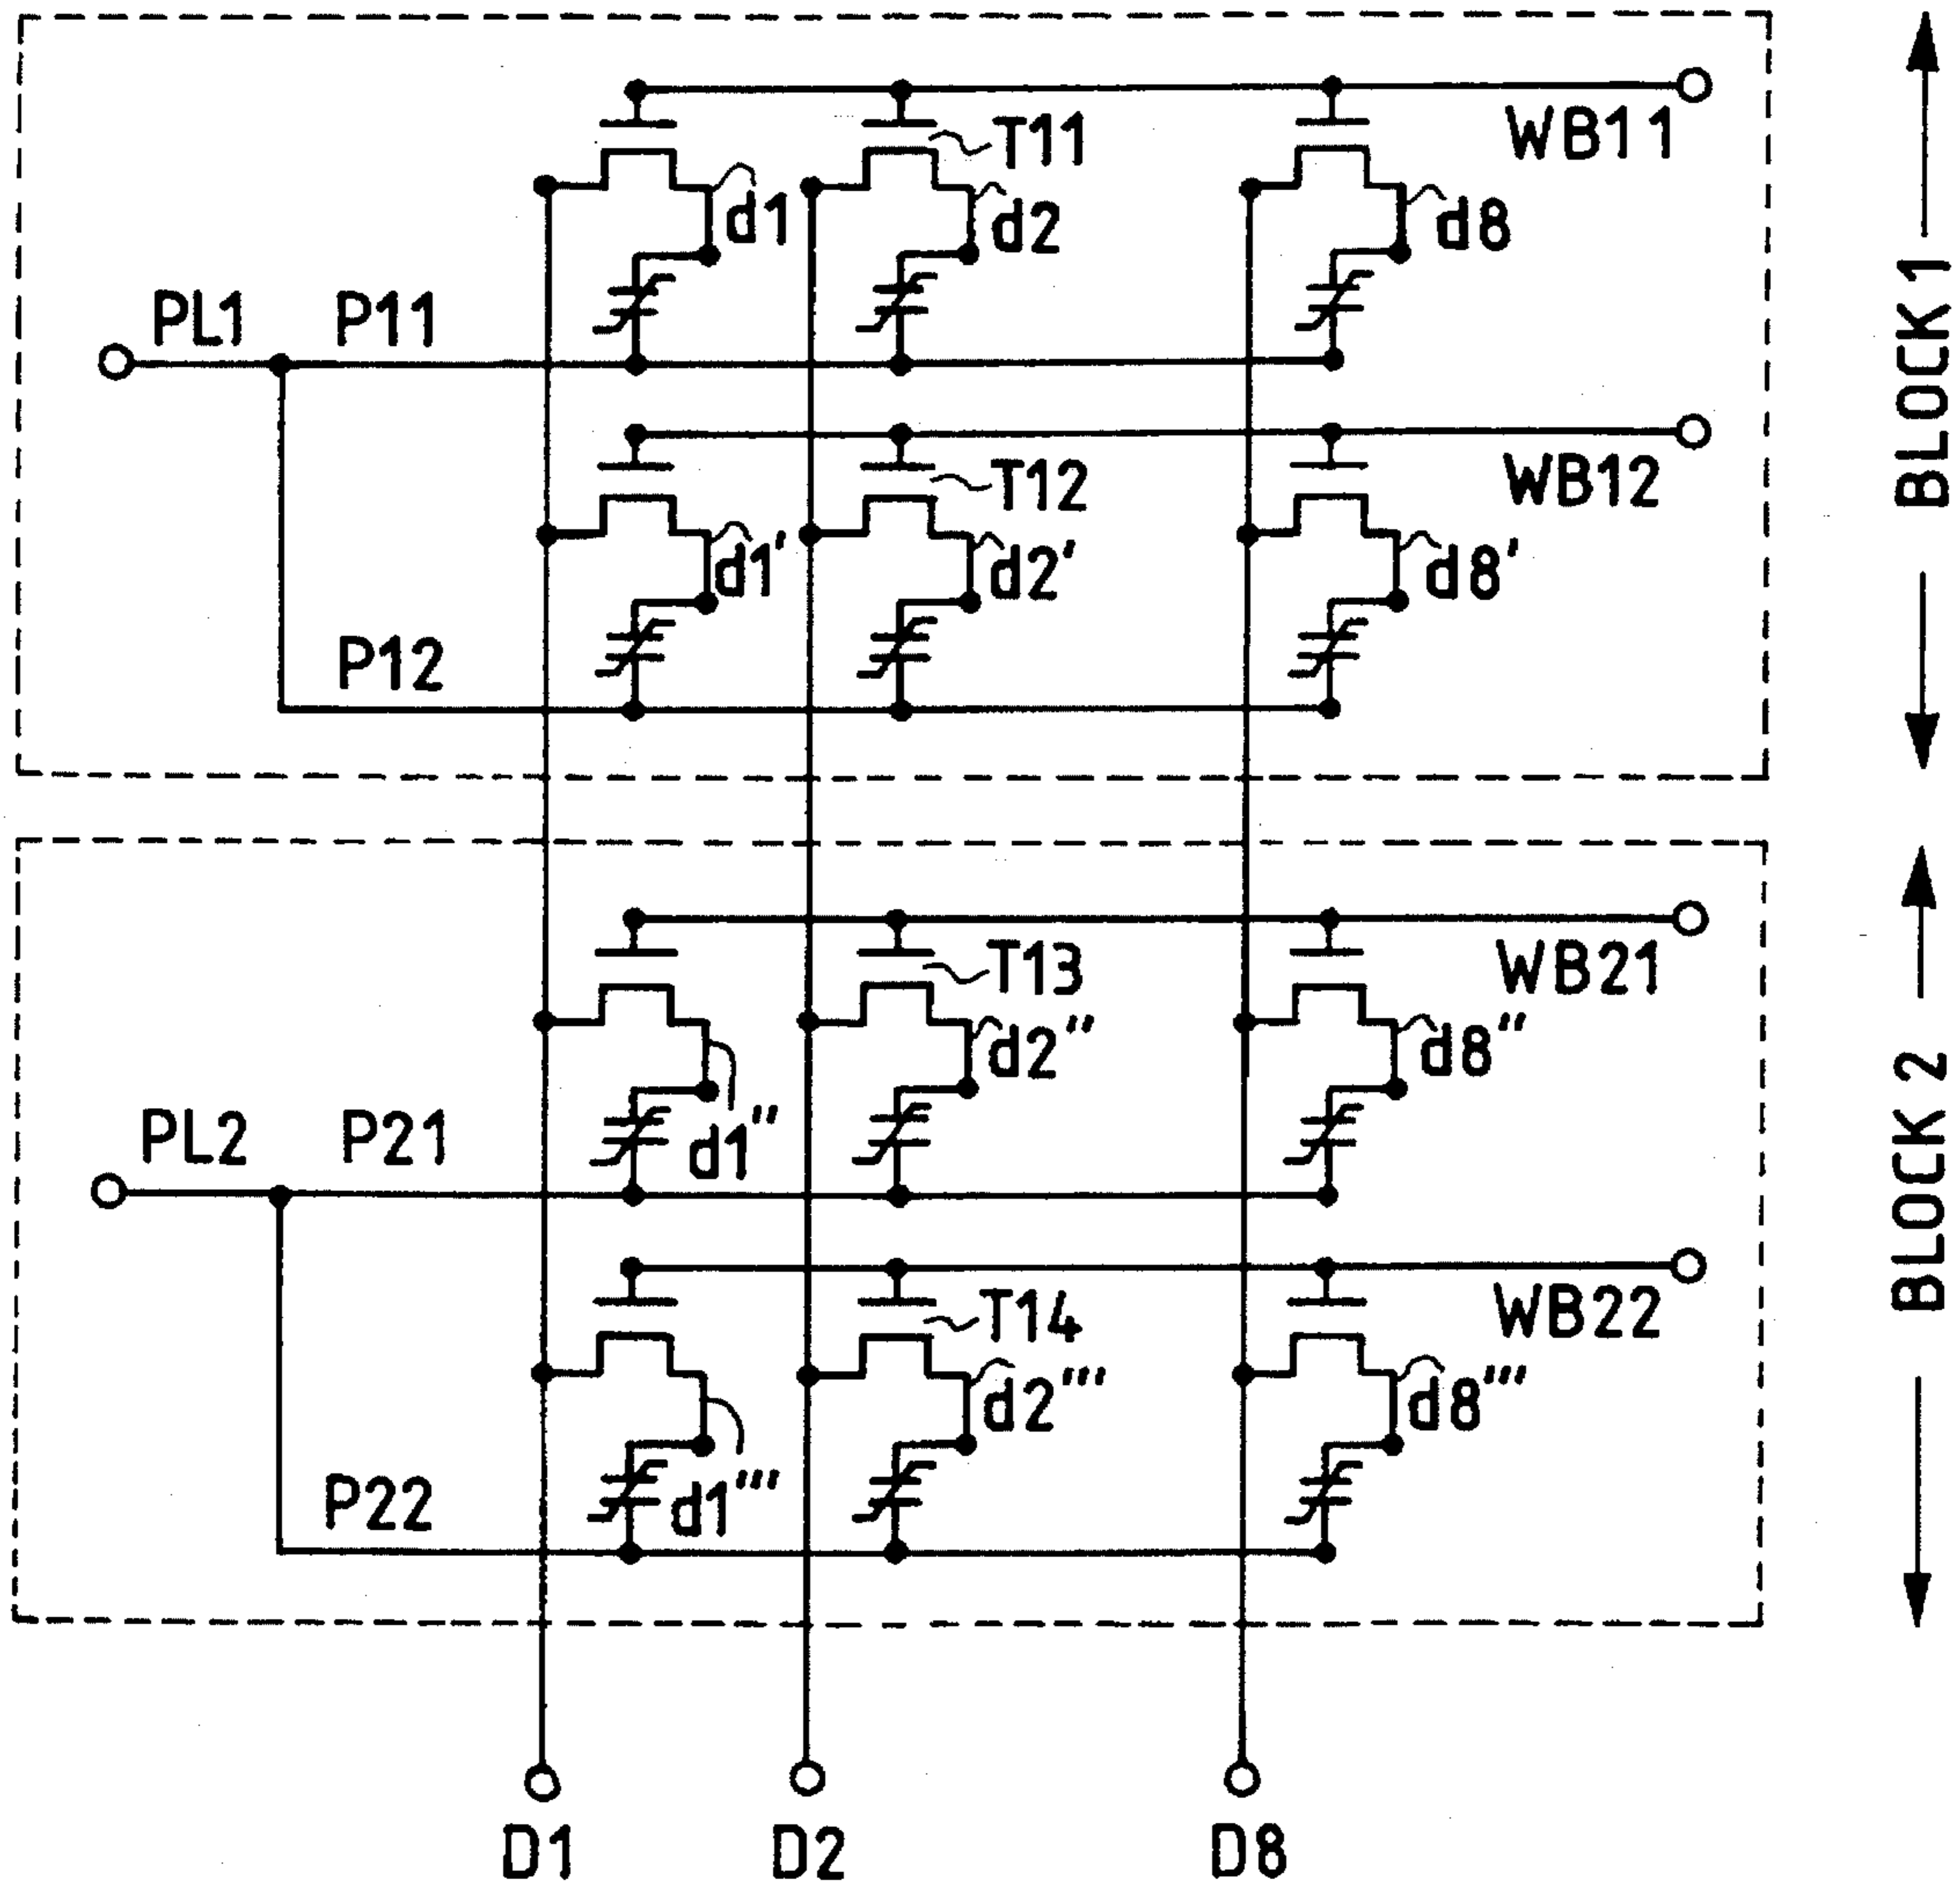 WB11
T11
d1
d2
d8
PL1
P11
BLOCK 1
WB12
T12
d1'
d2'
d8'
P12
WB21
T13
d2"
d8"
d1"
PL2
P21
BLOCK 2
WB22
T14
d2'''
d8'''
d1'''
P22
D1
D2
D8